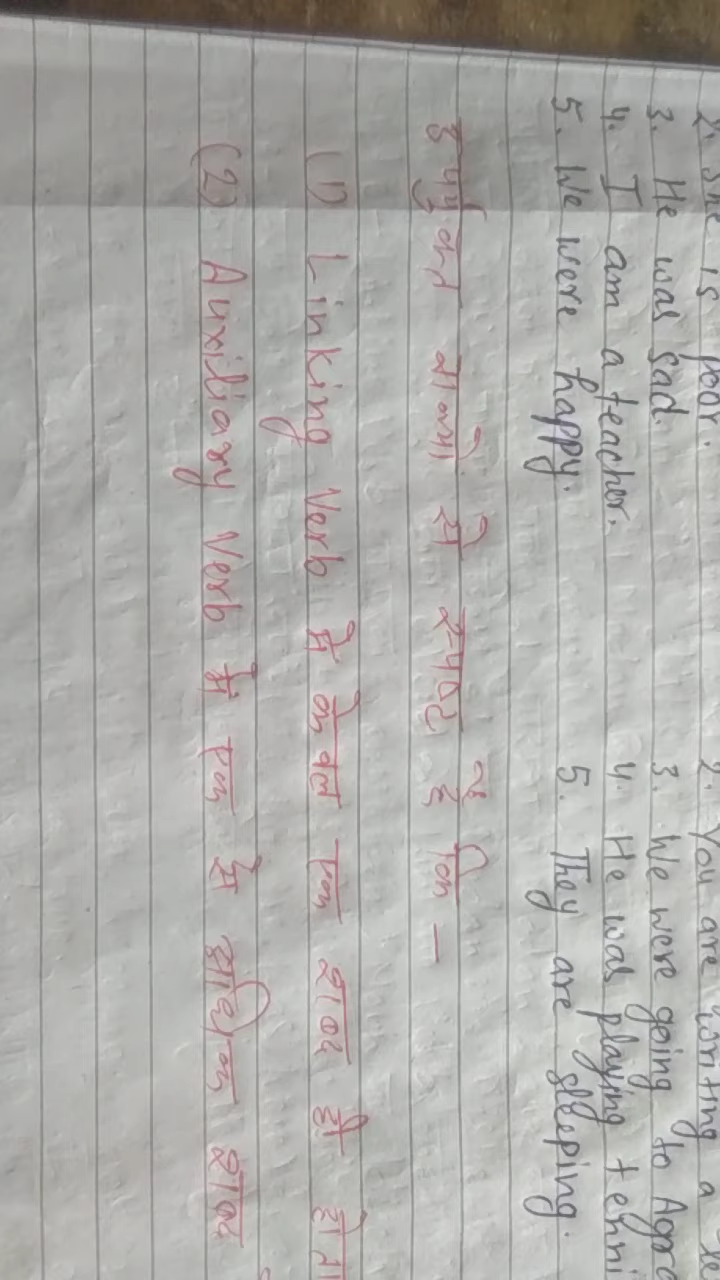 2. She is poor. 2. You are writing a
3. He was sad. 3. We were going to Agra
4. I am a teacher. 4. He was playing tenni
5. We were happy. 5. They are sleeping.
उपर्युक्त वाक्यों से स्पष्ट है कि —
(1) Linking Verb में केवल एक शब्द ही होता
(2) Auxiliary Verb में एक से अधिक शब्द